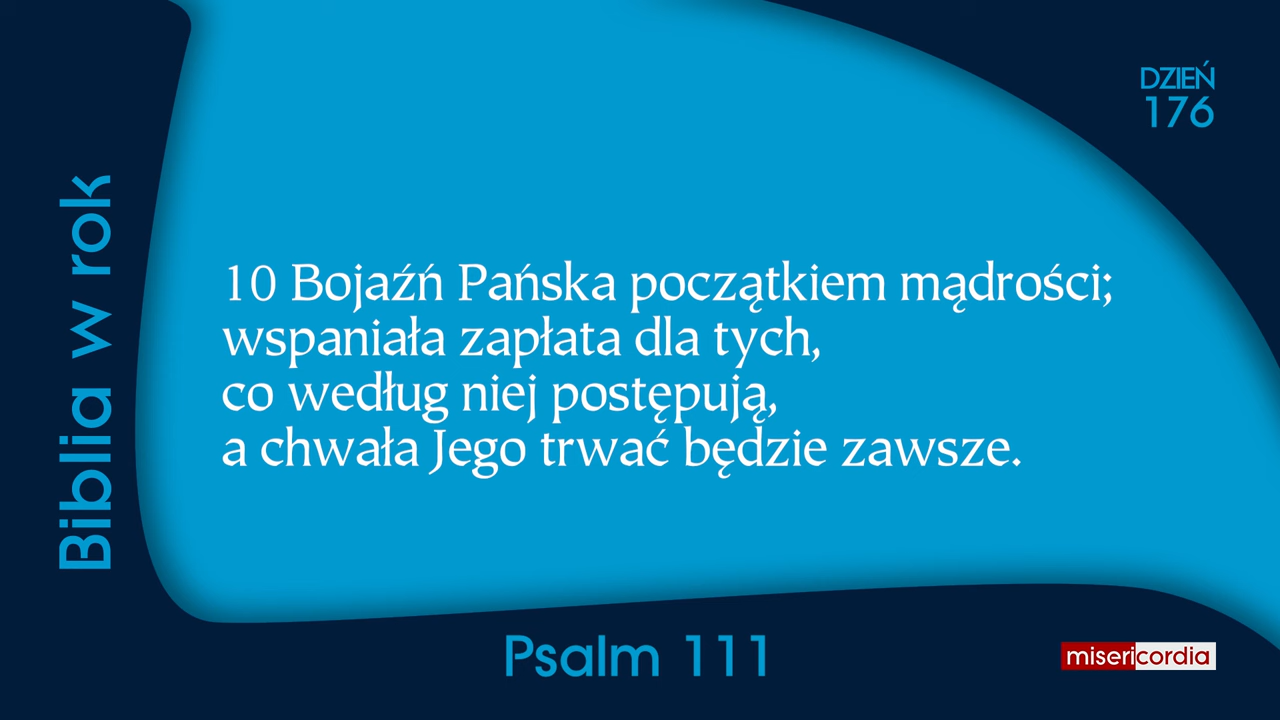 DZIEŃ
176
Biblia w rok
10 Bojaźń Pańska początkiem mądrości;
wspaniała zapłata dla tych,
co według niej postępują,
a chwała Jego trwać będzie zawsze.
Psalm 111
misericordia